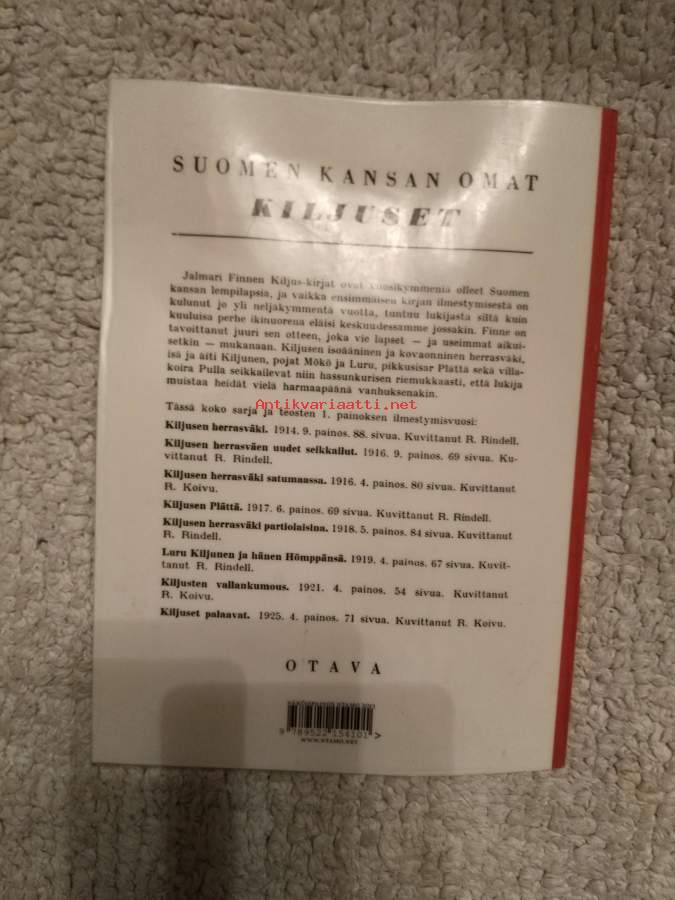 SUOMEN KANSAN OMAT
KILJUSET
Jalmari Finnen Kiljus-kirjat ovat vuosikymmeniä olleet Suomen
kansan lempilapsia, ja vaikka ensimmäisen kirjan ilmestymisestä on
kulunut jo yli neljäkymmentä vuotta, tuntuu lukijasta siltä kuin
kuuluisa perhe ikinuorena eläisi keskuudessamme jossakin. Finne on
tavoittanut juuri sen otteen, joka vie lapset — ja useimmat aikui-
setkin — mukanaan. Kiljusen isoääninen ja kovaonninen herrasväki,
isä ja äiti Kiljunen, pojat Mökö ja Luru, pikkusisar Plättä sekä villa-
koira Pulla seikkailevat niin hassunkurisen riemukkaasti, että lukija
muistaa heidät vielä harmaapäänä vanhuksenakin.
Antikvariaatti.net
Tässä koko sarja ja teosten 1. painoksen ilmestymisvuosi:
Kiljusen herrasväki. 1914. 9. painos. 88. sivua. Kuvittanut R. Rindell.
Kiljusen herrasväen uudet seikkailut. 1916. 9. painos. 69 sivua. Ku-
vittanut R. Rindell.
Kiljusen herrasväki satumaassa. 1916. 4. painos. 80 sivua. Kuvittanut
R. Koivu.
Kiljusen Plättä. 1917. 6. painos. 69 sivua. Kuvittanut R. Rindell.
Kiljusen herrasväki partiolaisina. 1918. 5. painos. 84 sivua. Kuvittanut
R. Rindell.
Luru Kiljunen ja hänen Hömppänsä. 1919. 4. painos. 67 sivua. Kuvit-
tanut R. Rindell.
Kiljusten vallankumous. 1921. 4. painos. 54 sivua. Kuvittanut
R. Koivu.
Kiljuset palaavat. 1925. 4. painos. 71 sivua. Kuvittanut R. Koivu.
OTAVA
9 789522 154101 >
WWW.NTAMO.NET